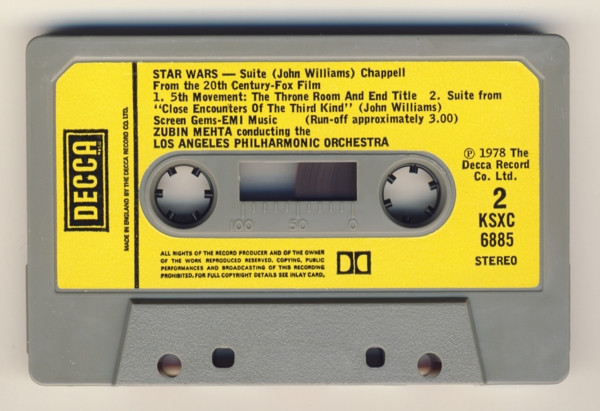 STAR WARS — Suite (John Williams) Chappell
From the 20th Century-Fox Film
1. 5th Movement: The Throne Room And End Title 2. Suite from
"Close Encounters Of The Third Kind" (John Williams)
Screen Gems-EMI Music (Run-off approximately 3.00)
ZUBIN MEHTA conducting the
LOS ANGELES PHILHARMONIC ORCHESTRA
DECCA
MADE IN ENGLAND BY THE DECCA RECORD CO. LTD.
℗ 1978 The
Decca Record
Co. Ltd.
2
KSXC
6885
STEREO
100 50 0
ALL RIGHTS OF THE RECORD PRODUCER AND OF THE OWNER
OF THE WORK REPRODUCED RESERVED. COPYING, PUBLIC
PERFORMANCES AND BROADCASTING OF THIS RECORDING
PROHIBITED. FOR FULL COPYRIGHT DETAILS SEE INLAY CARD.